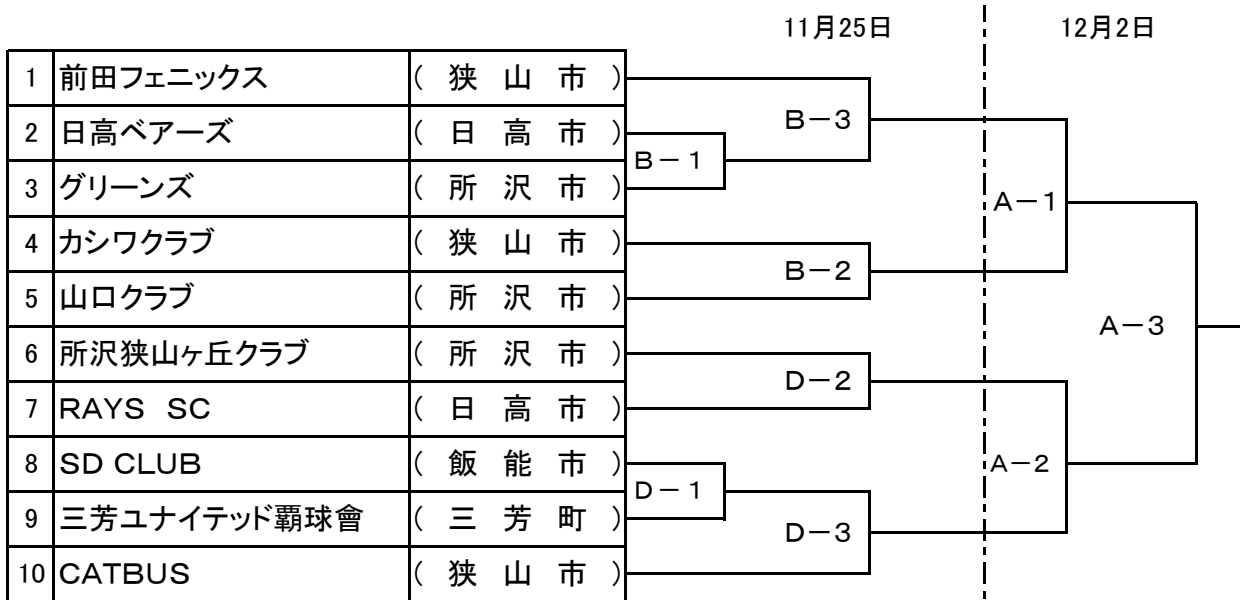 11月25日 12月2日
1 前田フェニックス ( 狭 山 市 )
2 日高ベアーズ ( 日 高 市 )
3 グリーンズ ( 所 沢 市 )
4 カシワクラブ ( 狭 山 市 )
5 山口クラブ ( 所 沢 市 )
6 所沢狭山ヶ丘クラブ ( 所 沢 市 )
7 RAYS SC ( 日 高 市 )
8 SD CLUB ( 飯 能 市 )
9 三芳ユナイテッド覇球會 ( 三 芳 町 )
10 CATBUS ( 狭 山 市 )
B-1
D-1
B-3
B-2
D-2
D-3
A-1
A-2
A-3